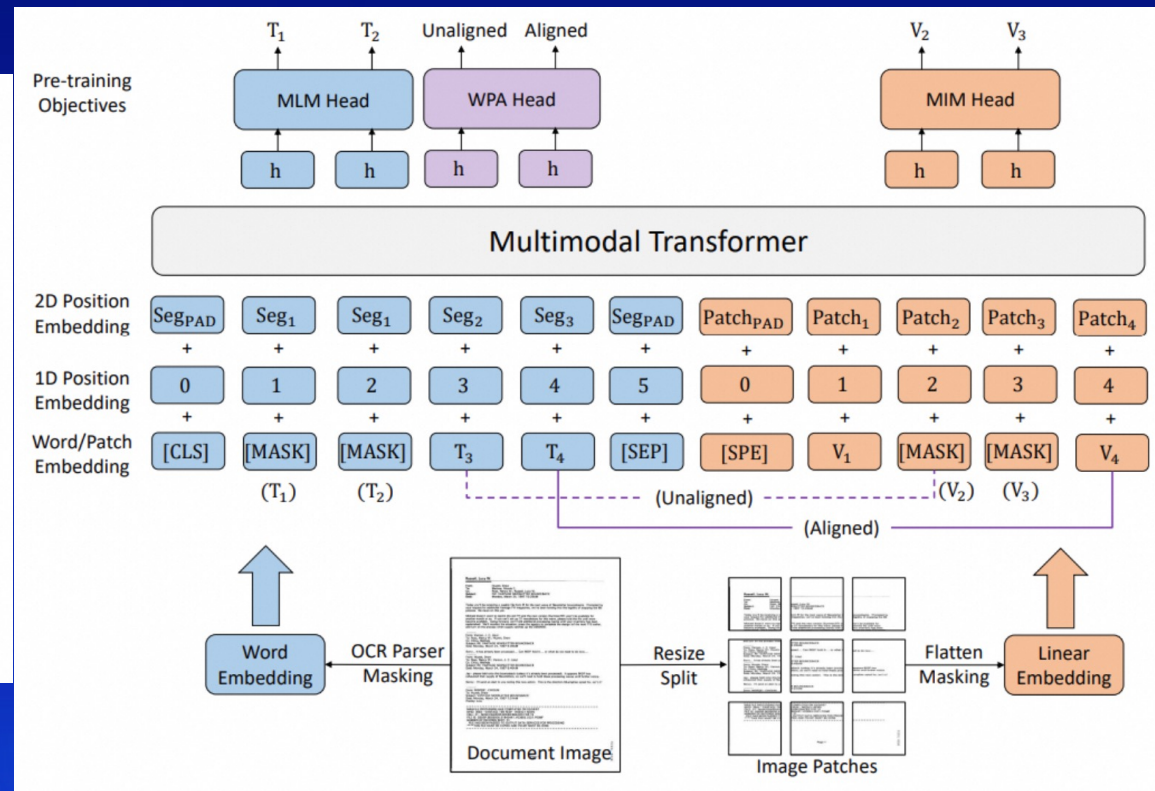 T₁ T₂ Unaligned Aligned V₂ V₃
Pre-training
Objectives
MLM Head WPA Head MIM Head
h h h h h h
Multimodal Transformer
2D Position
Embedding
Seg_PAD Seg₁ Seg₁ Seg₂ Seg₃ Seg_PAD Patch_PAD Patch₁ Patch₂ Patch₃ Patch₄
+ + + + + + + + + + +
1D Position
Embedding
0 1 2 3 4 5 0 1 2 3 4
+ + + + + + + + + + +
Word/Patch
Embedding
[CLS] [MASK] [MASK] T₃ T₄ [SEP] [SPE] V₁ [MASK] [MASK] V₄
(T₁) (T₂) (Unaligned) (V₂) (V₃)
(Aligned)
Word
Embedding
OCR Parser
Masking
Document Image
Resize
Split
Image Patches
Flatten
Masking
Linear
Embedding